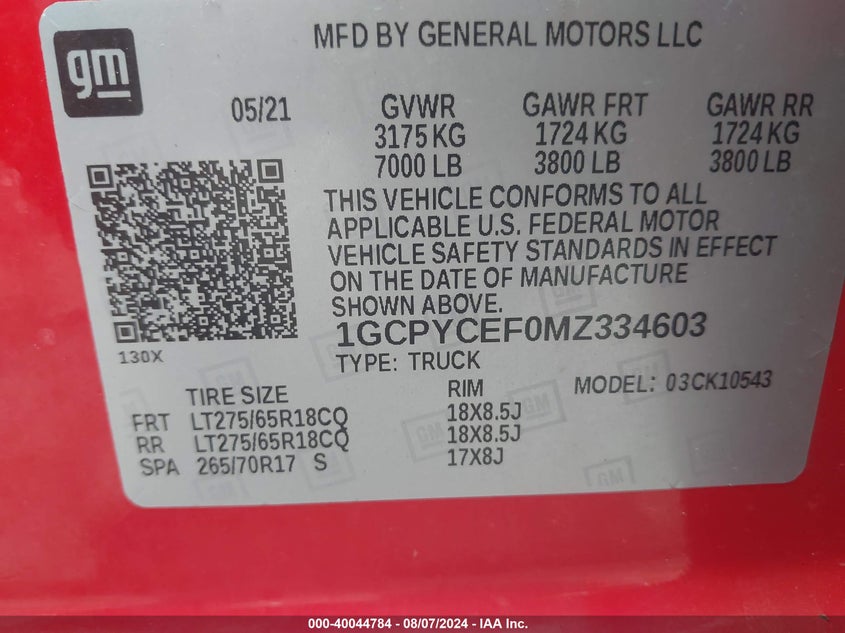 gm
MFD BY GENERAL MOTORS LLC
05/21 GVWR GAWR FRT GAWR RR
3175 KG 1724 KG 1724 KG
7000 LB 3800 LB 3800 LB
THIS VEHICLE CONFORMS TO ALL
APPLICABLE U.S. FEDERAL MOTOR
VEHICLE SAFETY STANDARDS IN EFFECT
ON THE DATE OF MANUFACTURE
SHOWN ABOVE.
1GCPYCEF0MZ334603
130X
TYPE: TRUCK
MODEL: 03CK10543
TIRE SIZE RIM
FRT LT275/65R18CQ 18X8.5J
RR LT275/65R18CQ 18X8.5J
SPA 265/70R17 S 17X8J
GM
GM
GM
000-40044784 - 08/07/2024 - IAA Inc.